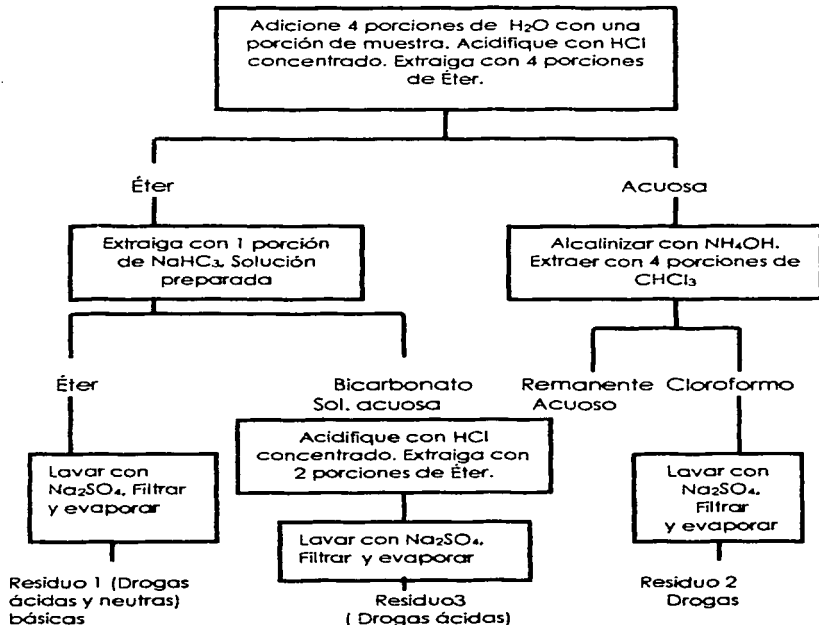 Adicione 4 porciones de H₂O con una
porción de muestra. Acidifique con HCl
concentrado. Extraiga con 4 porciones
de Éter.
Éter
Acuosa
Extraiga con 1 porción
de NaHC₃, Solución
preparada
Alcalinizar con NH₄OH.
Extraer con 4 porciones de
CHCl₃
Éter
Bicarbonato
Sol. acuosa
Remanente
Acuoso
Cloroformo
Acidifique con HCl
concentrado. Extraiga con
2 porciones de Éter.
Lavar con
Na₂SO₄, Filtrar
y evaporar
Lavar con
Na₂SO₄,
Filtrar
y evaporar
Lavar con Na₂SO₄,
Filtrar y evaporar
Residuo 1 (Drogas
ácidas y neutras)
básicas
Residuo3
( Drogas ácidas)
Residuo 2
Drogas